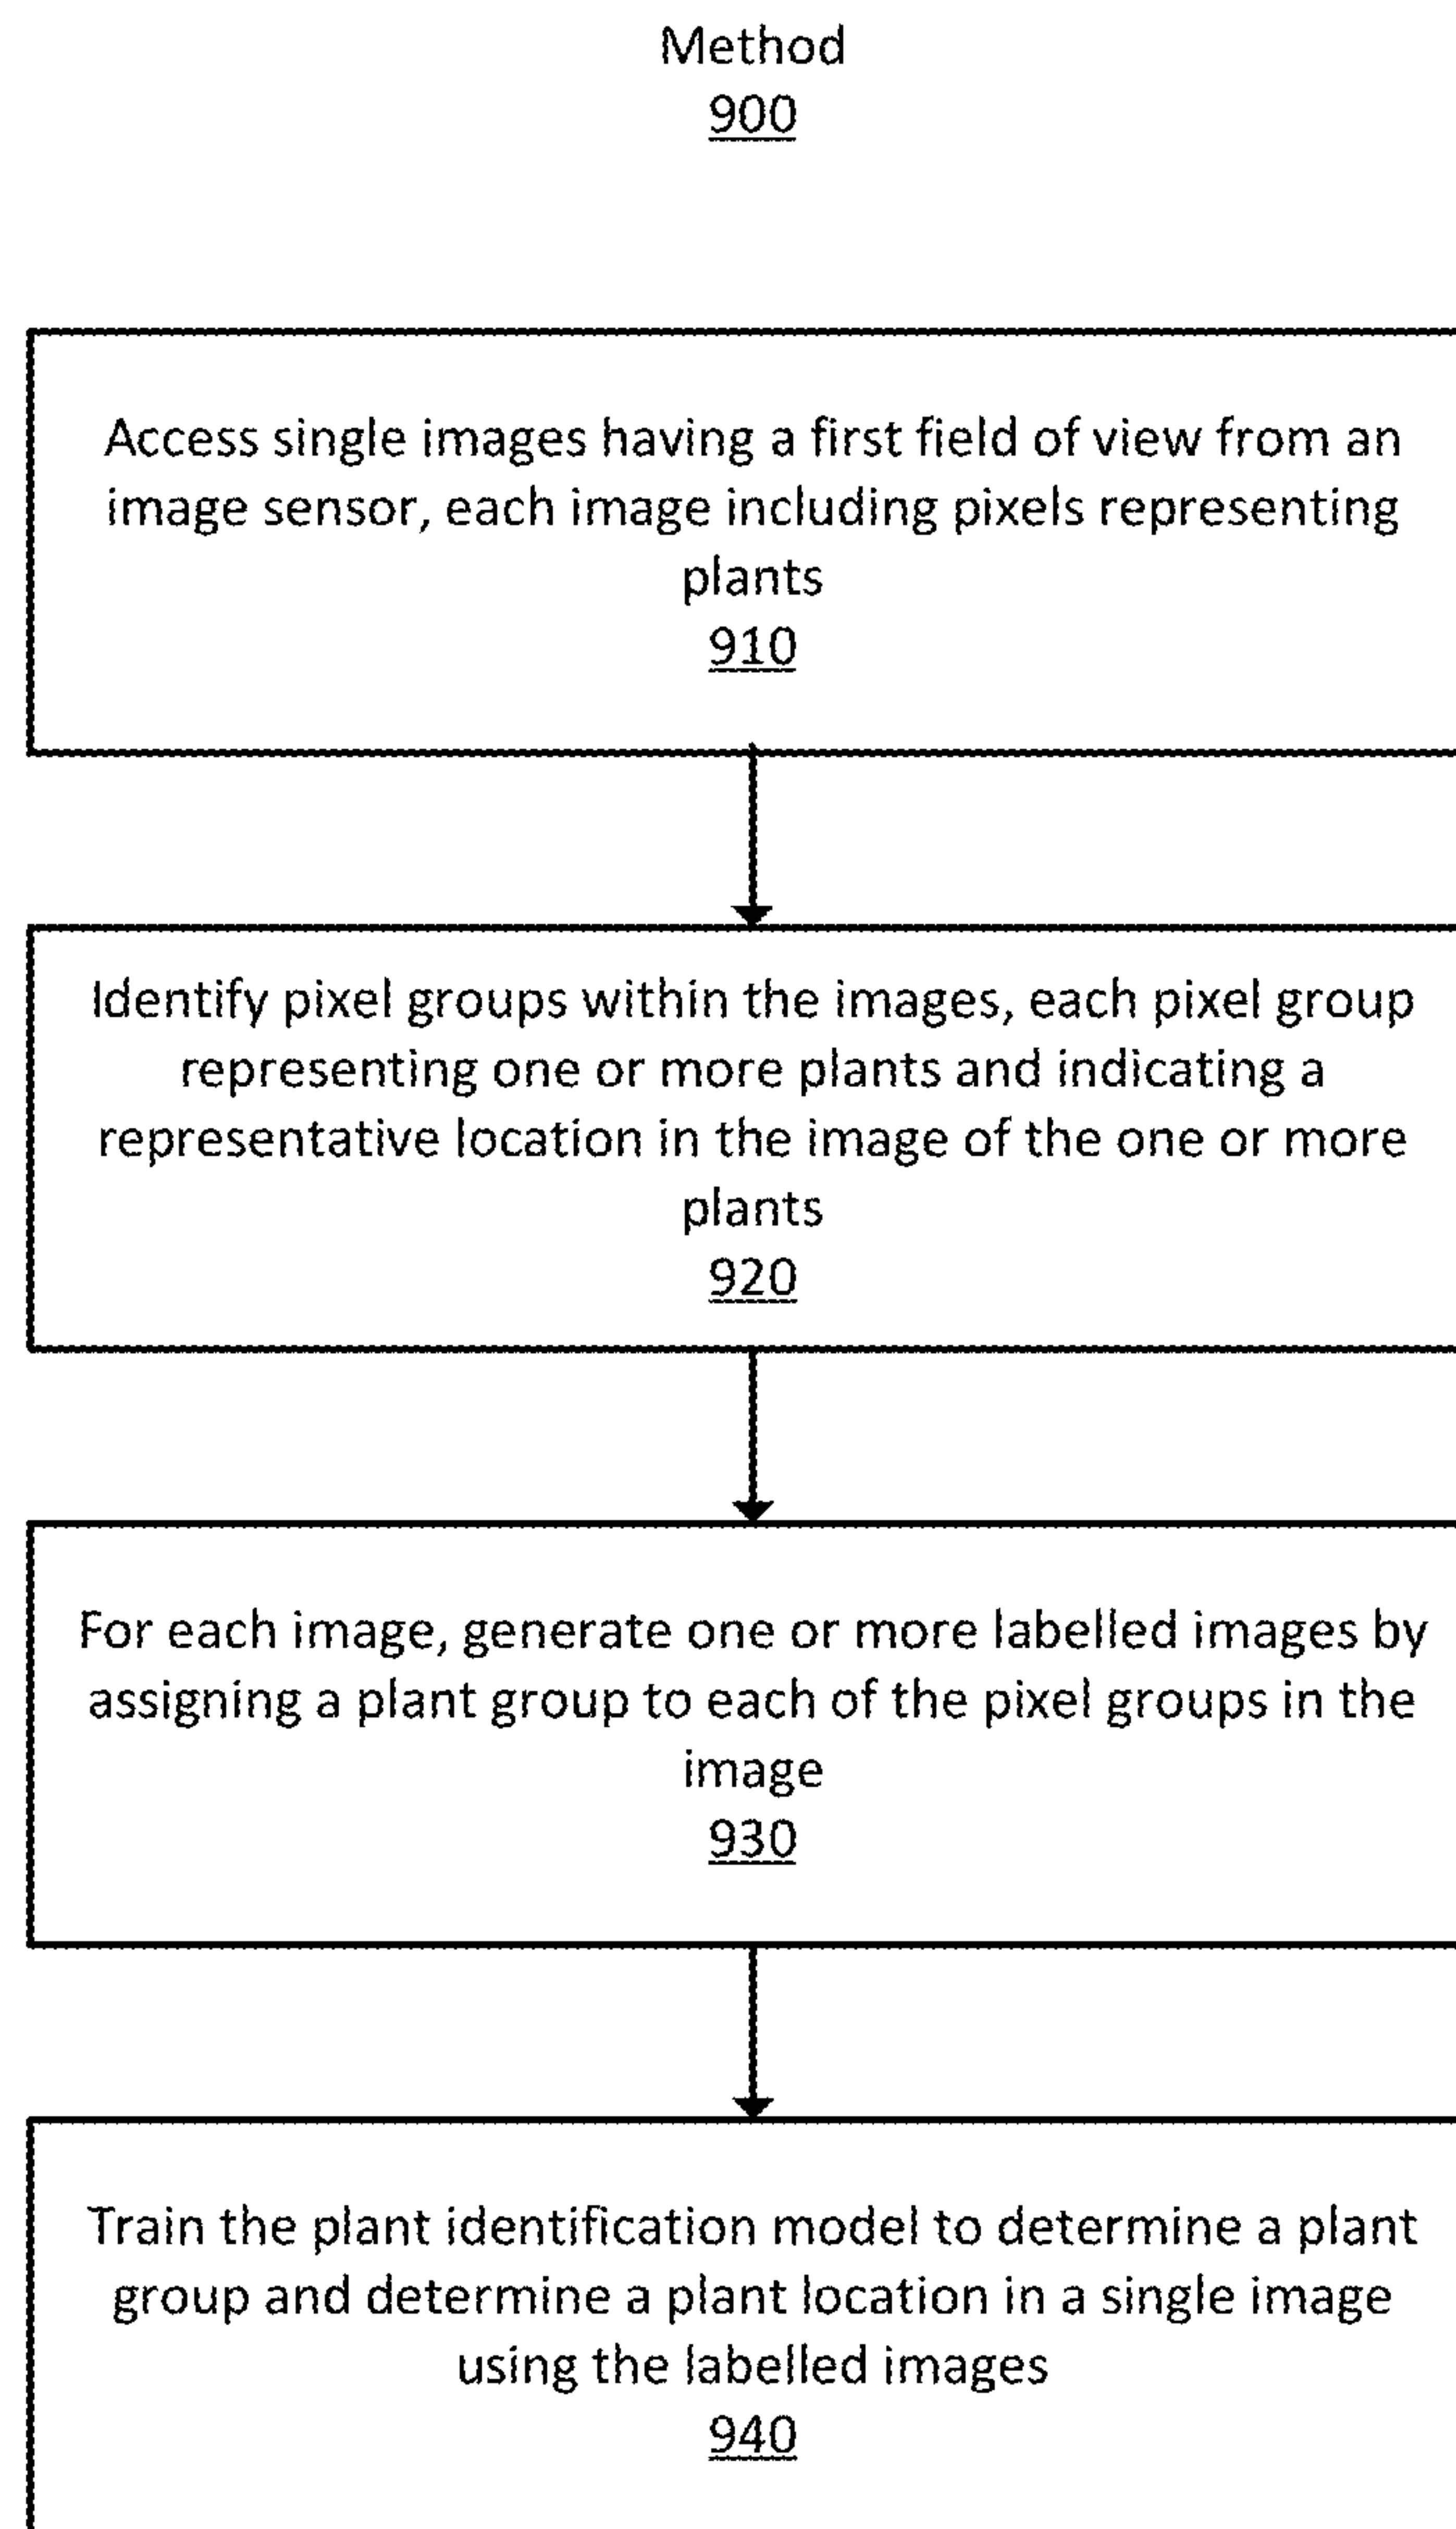 Method
900
Access single images having a first field of view from an
image sensor, each image including pixels representing
plants
910
Identify pixel groups within the images, each pixel group
representing one or more plants and indicating a
representative location in the image of the one or more
plants
920
For each image, generate one or more labelled images by
assigning a plant group to each of the pixel groups in the
image
930
Train the plant identification model to determine a plant
group and determine a plant location in a single image
using the labelled images
940